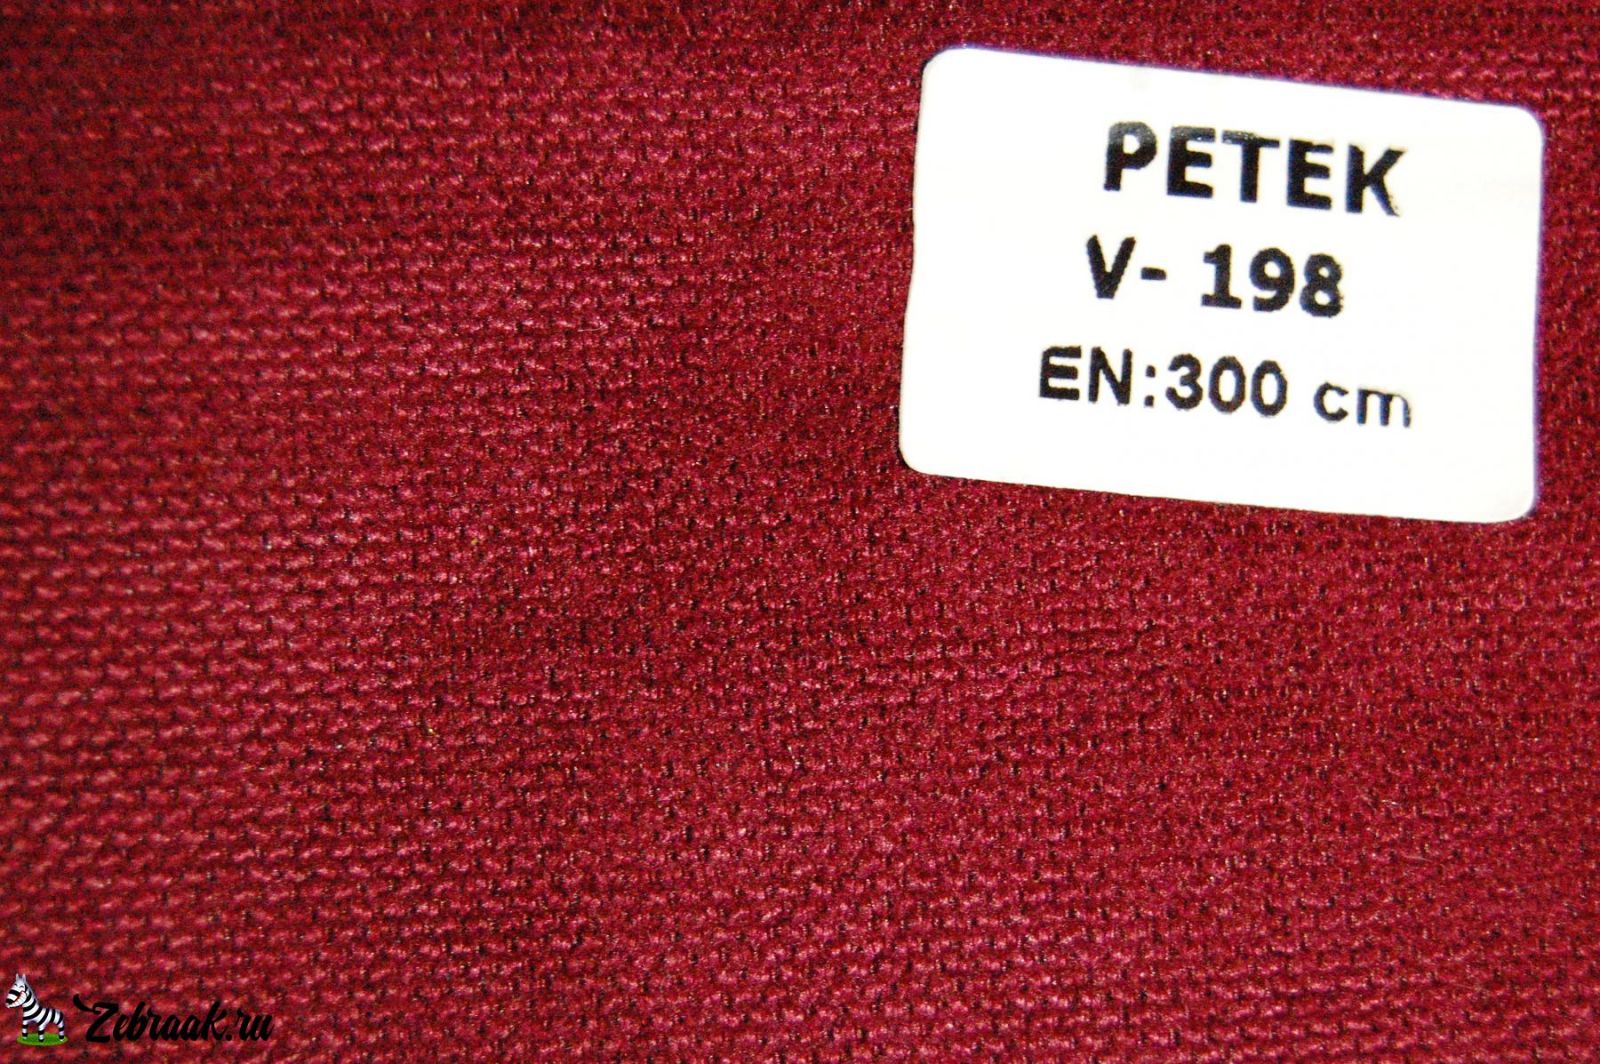 PETEK
V- 198
EN:300 cm
Zebraak.ru